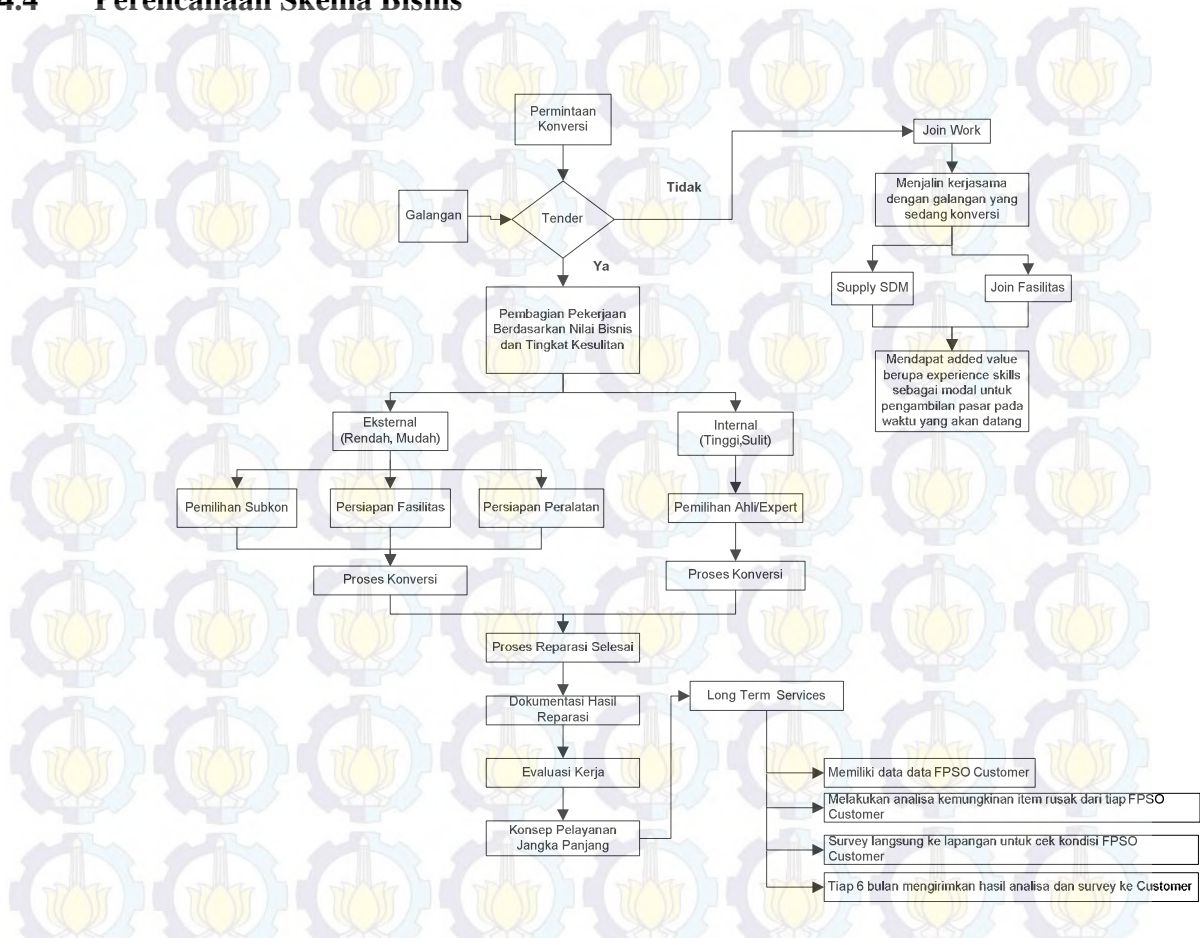 4.4 Perencanaan Skema Bisnis
Permintaan
Konversi
Galangan
Tender
Tidak
Ya
Join Work
Menjalin kerjasama
dengan galangan yang
sedang konversi
Supply SDM
Join Fasilitas
Mendapat added value
berupa experience skills
sebagai modal untuk
pengambilan pasar pada
waktu yang akan datang
Pembagian Pekerjaan
Berdasarkan Nilai Bisnis
dan Tingkat Kesulitan
Eksternal
(Rendah, Mudah)
Internal
(Tinggi,Sulit)
Pemilihan Subkon
Persiapan Fasilitas
Persiapan Peralatan
Pemilihan Ahli/Expert
Proses Konversi
Proses Konversi
Proses Reparasi Selesai
Dokumentasi Hasil
Reparasi
Evaluasi Kerja
Konsep Pelayanan
Jangka Panjang
Long Term Services
Memiliki data data FPSO Customer
Melakukan analisa kemungkinan item rusak dari tiap FPSO
Customer
Survey langsung ke lapangan untuk cek kondisi FPSO
Customer
Tiap 6 bulan mengirimkan hasil analisa dan survey ke Customer